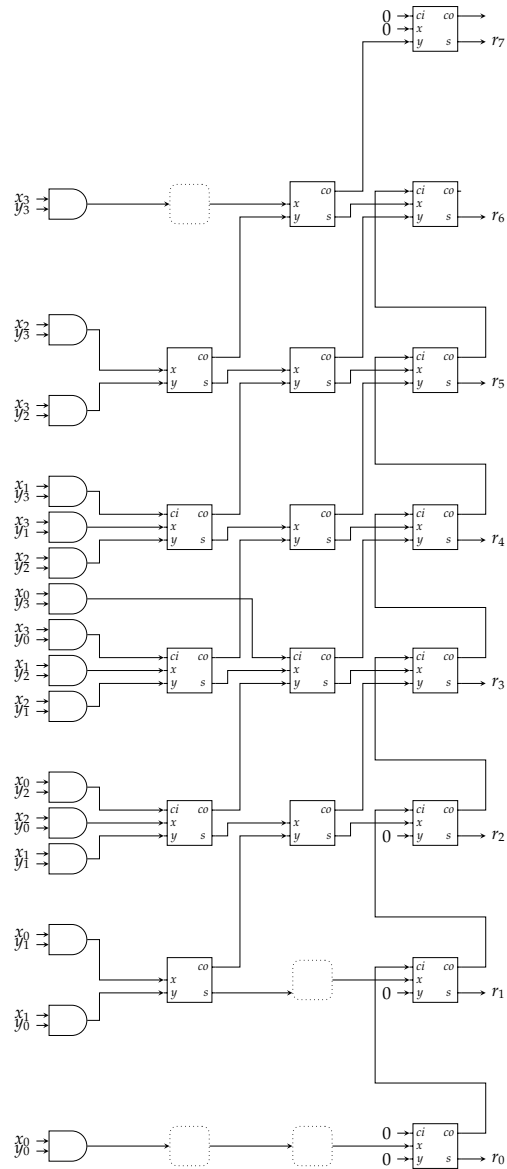 0 ci co
0 x
y s r7
x3
y3
x co
y s
ci co
x
y s r6
x2
y3
x co
y s
x co
y s
ci co
x
y s r5
x3
y2
x1
y3
x3
y1
x2
y2
ci co
x
y s
x co
y s
ci co
x
y s r4
x0
y3
x3
y0
x1
y2
x2
y1
ci co
x
y s
ci co
x
y s
ci co
x
y s r3
x0
y2
x2
y0
x1
y1
ci co
x
y s
x co
y s
ci co
x
0 y s r2
x0
y1
x1
y0
x co
y s
ci co
x
0 y s r1
x0
y0
0 ci co
x
0 y s r0